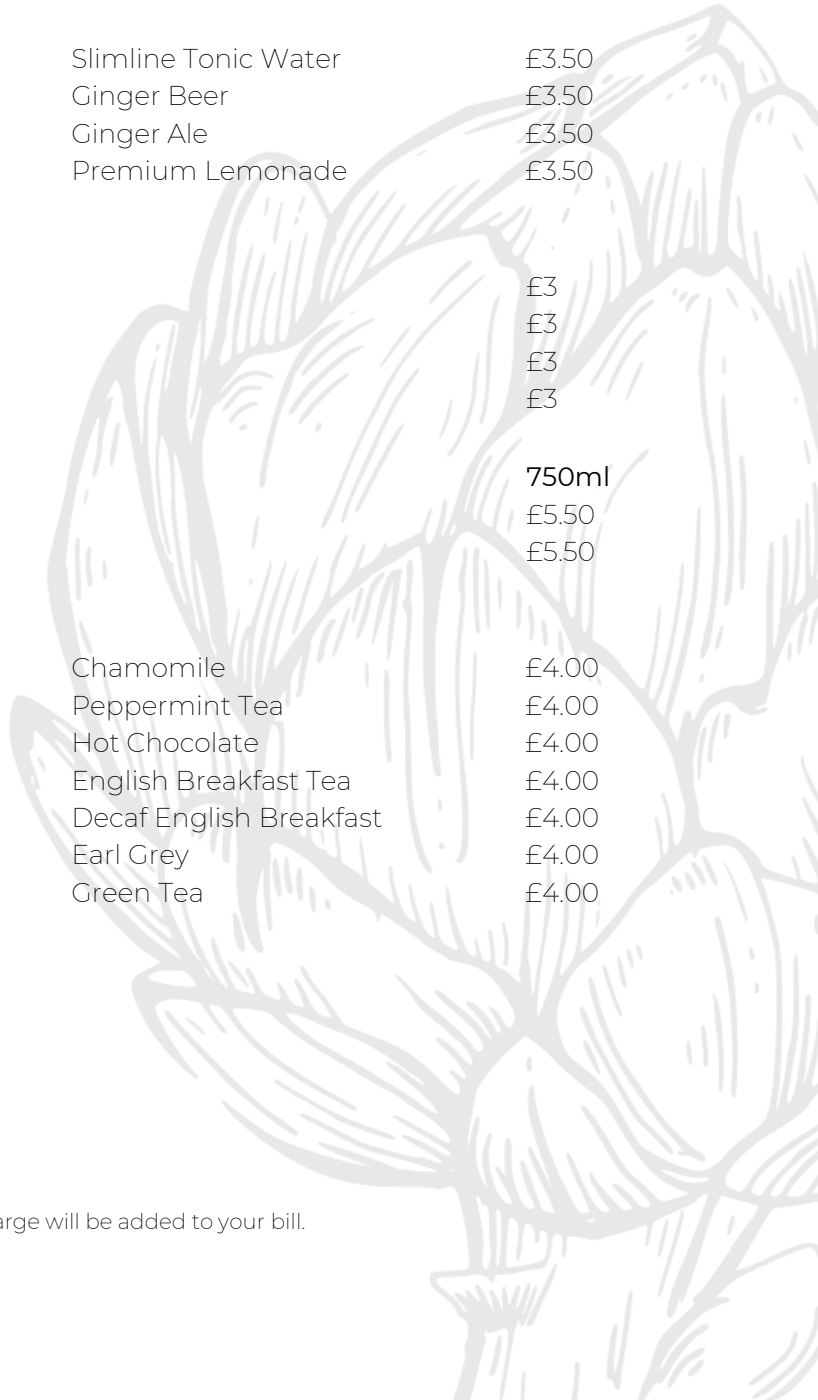 Slimline Tonic Water £3.50
Ginger Beer £3.50
Ginger Ale £3.50
Premium Lemonade £3.50
£3
£3
£3
£3
750ml
£5.50
£5.50
Chamomile £4.00
Peppermint Tea £4.00
Hot Chocolate £4.00
English Breakfast Tea £4.00
Decaf English Breakfast £4.00
Earl Grey £4.00
Green Tea £4.00
will be added to your bill.